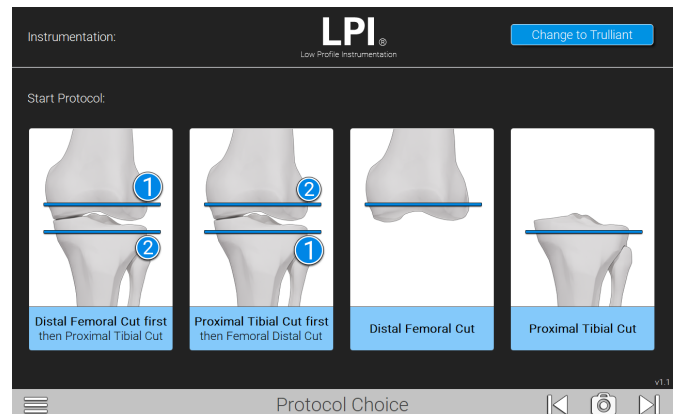 Instrumentation:
LPI®
Low Profile Instrumentation
Change to Trulliant
Start Protocol:
1
2
Distal Femoral Cut first
then Proximal Tibial Cut
2
1
Proximal Tibial Cut first
then Femoral Distal Cut
Distal Femoral Cut
Proximal Tibial Cut
v1.1
Protocol Choice